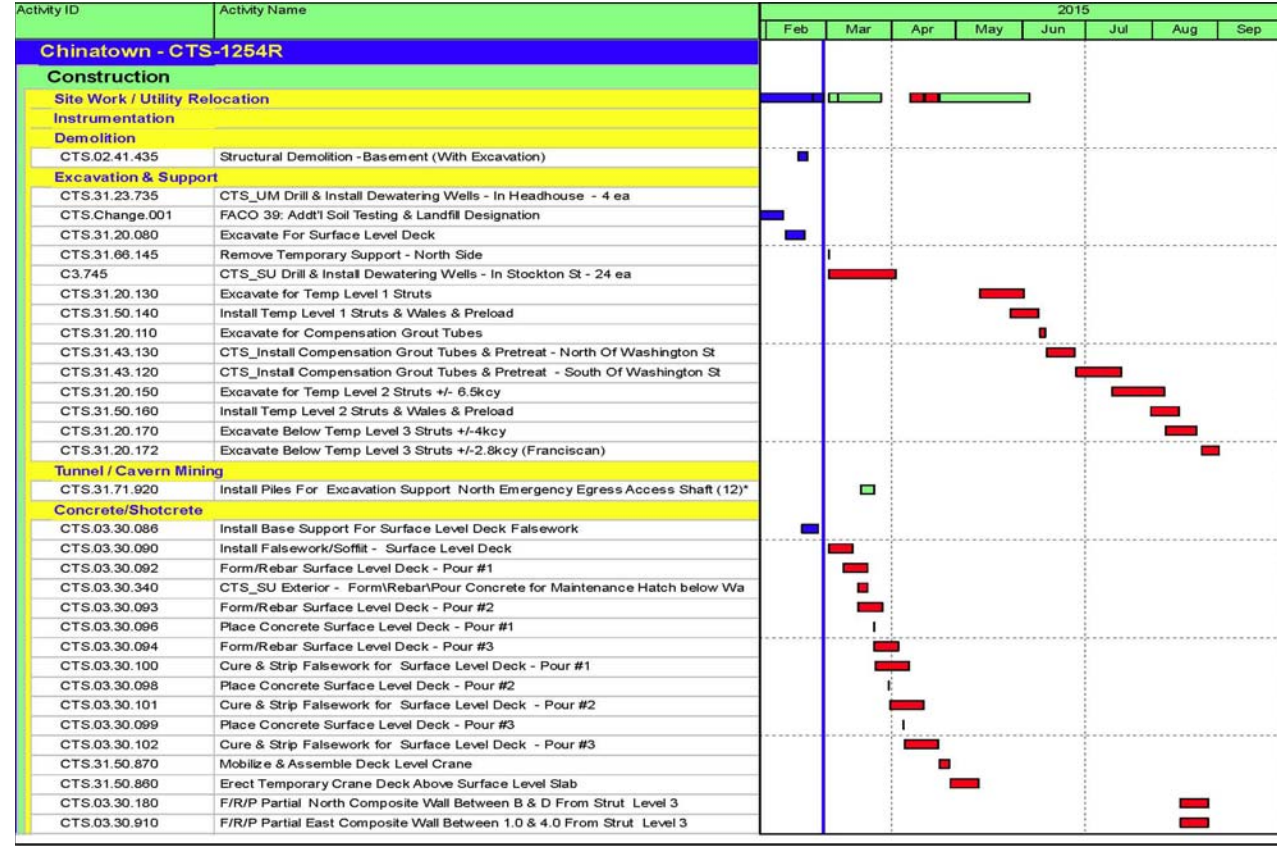 Activity ID Activity Name 2015
Feb Mar Apr May Jun Jul Aug Sep
Chinatown - CTS-1254R
Construction
Site Work / Utility Relocation
Instrumentation
Demolition
CTS.02.41.435 Structural Demolition -Basement (With Excavation)
Excavation & Support
CTS.31.23.735 CTS_UM Drill & Install Dewatering Wells - In Headhouse - 4 ea
CTS.Change.001 FACO 39: Addt'l Soil Testing & Landfill Designation
CTS.31.20.080 Excavate For Surface Level Deck
CTS.31.66.145 Remove Temporary Support - North Side
C3.745 CTS_SU Drill & Install Dewatering Wells - In Stockton St - 24 ea
CTS.31.20.130 Excavate for Temp Level 1 Struts
CTS.31.50.140 Install Temp Level 1 Struts & Wales & Preload
CTS.31.20.110 Excavate for Compensation Grout Tubes
CTS.31.43.130 CTS_Install Compensation Grout Tubes & Pretreat - North Of Washington St
CTS.31.43.120 CTS_Install Compensation Grout Tubes & Pretreat - South Of Washington St
CTS.31.20.150 Excavate for Temp Level 2 Struts +/- 6.5kcy
CTS.31.50.160 Install Temp Level 2 Struts & Wales & Preload
CTS.31.20.170 Excavate Below Temp Level 3 Struts +/-4kcy
CTS.31.20.172 Excavate Below Temp Level 3 Struts +/-2.8kcy (Franciscan)
Tunnel / Cavern Mining
CTS.31.71.920 Install Piles For Excavation Support North Emergency Egress Access Shaft (12)*
Concrete/Shotcrete
CTS.03.30.086 Install Base Support For Surface Level Deck Falsework
CTS.03.30.090 Install Falsework/Soffiit - Surface Level Deck
CTS.03.30.092 Form/Rebar Surface Level Deck - Pour #1
CTS.03.30.340 CTS_SU Exterior - Form\Rebar\Pour Concrete for Maintenance Hatch below Wa
CTS.03.30.093 Form/Rebar Surface Level Deck - Pour #2
CTS.03.30.096 Place Concrete Surface Level Deck - Pour #1
CTS.03.30.094 Form/Rebar Surface Level Deck - Pour #3
CTS.03.30.100 Cure & Strip Falsework for Surface Level Deck - Pour #1
CTS.03.30.098 Place Concrete Surface Level Deck - Pour #2
CTS.03.30.101 Cure & Strip Falsework for Surface Level Deck - Pour #2
CTS.03.30.099 Place Concrete Surface Level Deck - Pour #3
CTS.03.30.102 Cure & Strip Falsework for Surface Level Deck - Pour #3
CTS.31.50.870 Mobilize & Assemble Deck Level Crane
CTS.31.50.860 Erect Temporary Crane Deck Above Surface Level Slab
CTS.03.30.180 F/R/P Partial North Composite Wall Between B & D From Strut Level 3
CTS.03.30.910 F/R/P Partial East Composite Wall Between 1.0 & 4.0 From Strut Level 3